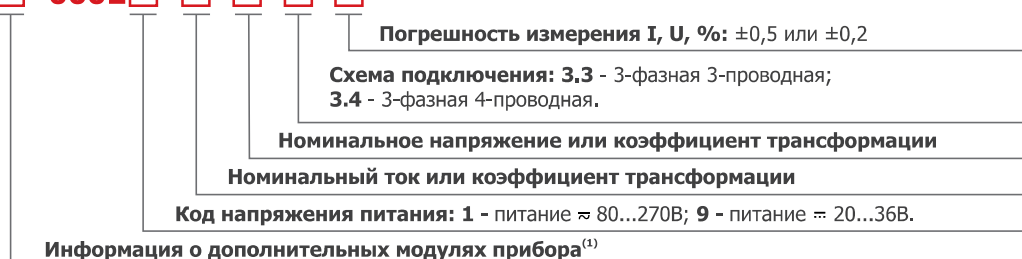 Погрешность измерения I, U, %: ±0,5 или ±0,2
Схема подключения: 3.3 - 3-фазная 3-проводная;
3.4 - 3-фазная 4-проводная.
Номинальное напряжение или коэффициент трансформации
Номинальный ток или коэффициент трансформации
Код напряжения питания: 1 - питание ≂ 80...270В; 9 - питание ⎓ 20...36В.
Информация о дополнительных модулях прибора⁽¹⁾